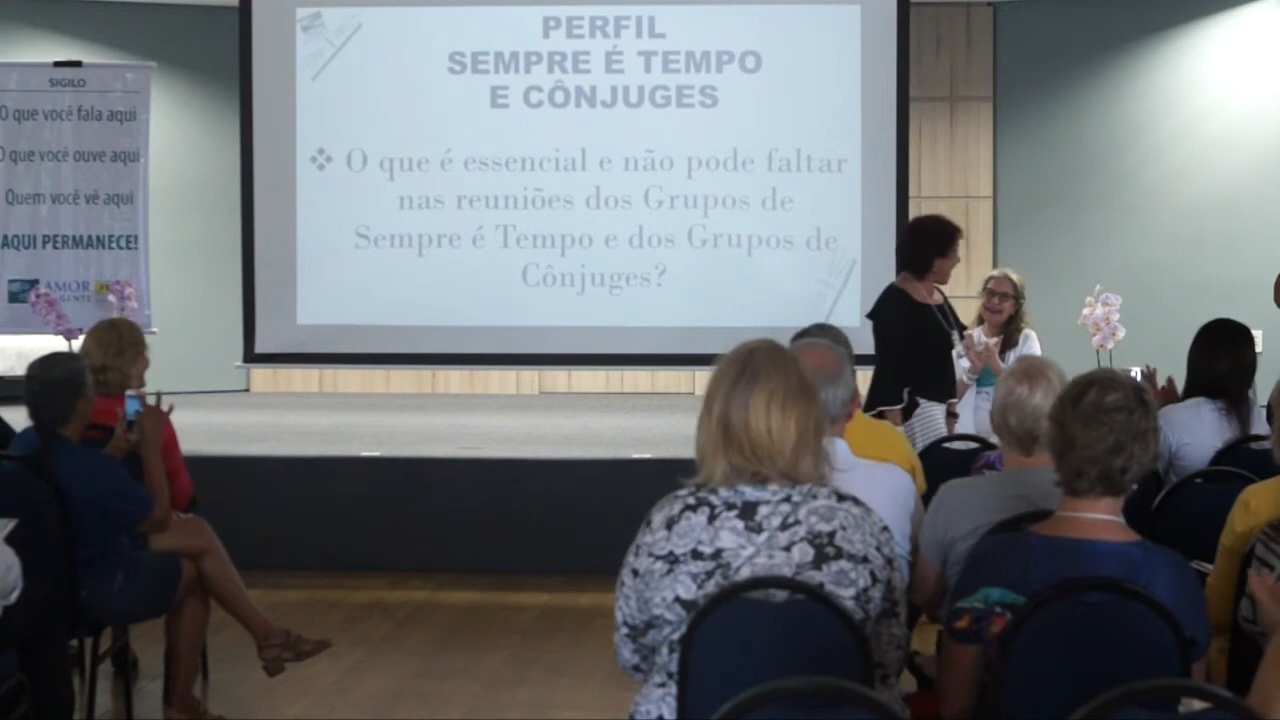 SIGILO
O que você fala aqui
O que você ouve aqui
Quem você vê aqui
AQUI PERMANECE!
AMOR
PERFIL
SEMPRE É TEMPO
E CÔNJUGES
❖ O que é essencial e não pode faltar
nas reuniões dos Grupos de
Sempre é Tempo e dos Grupos de
Cônjuges?